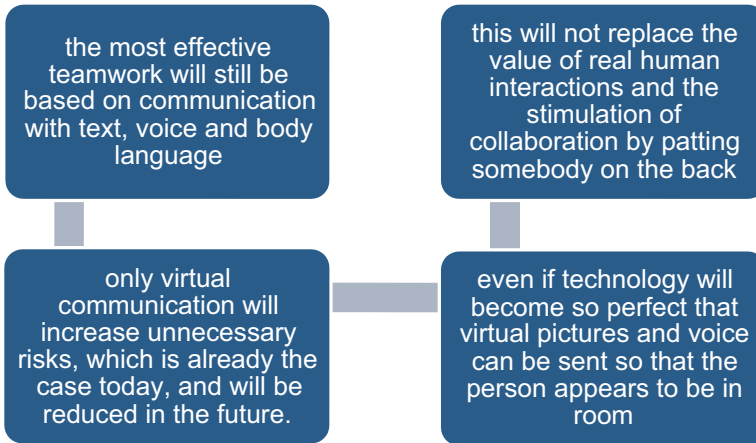 the most effective
teamwork will still be
based on communication
with text, voice and body
language
only virtual
communication will
increase unnecessary
risks, which is already the
case today, and will be
reduced in the future.
even if technology will
become so perfect that
virtual pictures and voice
can be sent so that the
person appears to be in
room
this will not replace the
value of real human
interactions and the
stimulation of
collaboration by patting
somebody on the back